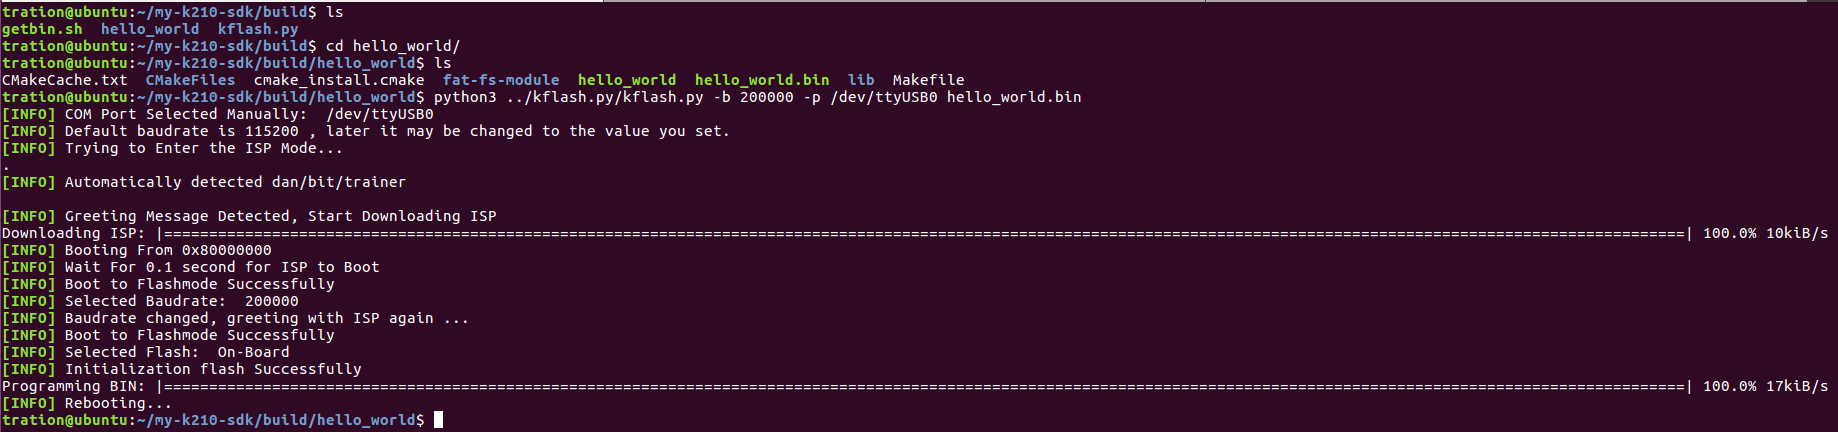 tration@ubuntu:~/my-k210-sdk/build$ ls
getbin.sh  hello_world  kflash.py
tration@ubuntu:~/my-k210-sdk/build$ cd hello_world/
tration@ubuntu:~/my-k210-sdk/build/hello_world$ ls
CMakeCache.txt  CMakeFiles  cmake_install.cmake  fat-fs-module  hello_world  hello_world.bin  lib  Makefile
tration@ubuntu:~/my-k210-sdk/build/hello_world$ python3 ../kflash.py/kflash.py -b 200000 -p /dev/ttyUSB0 hello_world.bin
[INFO] COM Port Selected Manually:  /dev/ttyUSB0
[INFO] Default baudrate is 115200 , later it may be changed to the value you set.
[INFO] Trying to Enter the ISP Mode...
.
[INFO] Automatically detected dan/bit/trainer
[INFO] Greeting Message Detected, Start Downloading ISP
Downloading ISP: |=========================================================================================================================================================================| 100.0% 10kiB/s
[INFO] Booting From 0x80000000
[INFO] Wait For 0.1 second for ISP to Boot
[INFO] Boot to Flashmode Successfully
[INFO] Selected Baudrate:  200000
[INFO] Baudrate changed, greeting with ISP again ...
[INFO] Boot to Flashmode Successfully
[INFO] Selected Flash:  On-Board
[INFO] Initialization flash Successfully
Programming BIN: |=========================================================================================================================================================================| 100.0% 17kiB/s
[INFO] Rebooting...
tration@ubuntu:~/my-k210-sdk/build/hello_world$